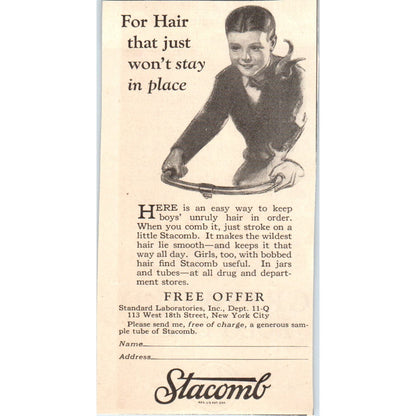 For Hair
that just
won't stay
in place
HERE is an easy way to keep
boys' unruly hair in order.
When you comb it, just stroke on a
little Stacomb. It makes the wildest
hair lie smooth—and keeps it that
way all day. Girls, too, with bobbed
hair find Stacomb useful. In jars
and tubes—at all drug and depart-
ment stores.
FREE OFFER
Standard Laboratories, Inc., Dept. 11-Q
113 West 18th Street, New York City
Please send me, free of charge, a generous sam-
ple tube of Stacomb.
Name
Address
Stacomb